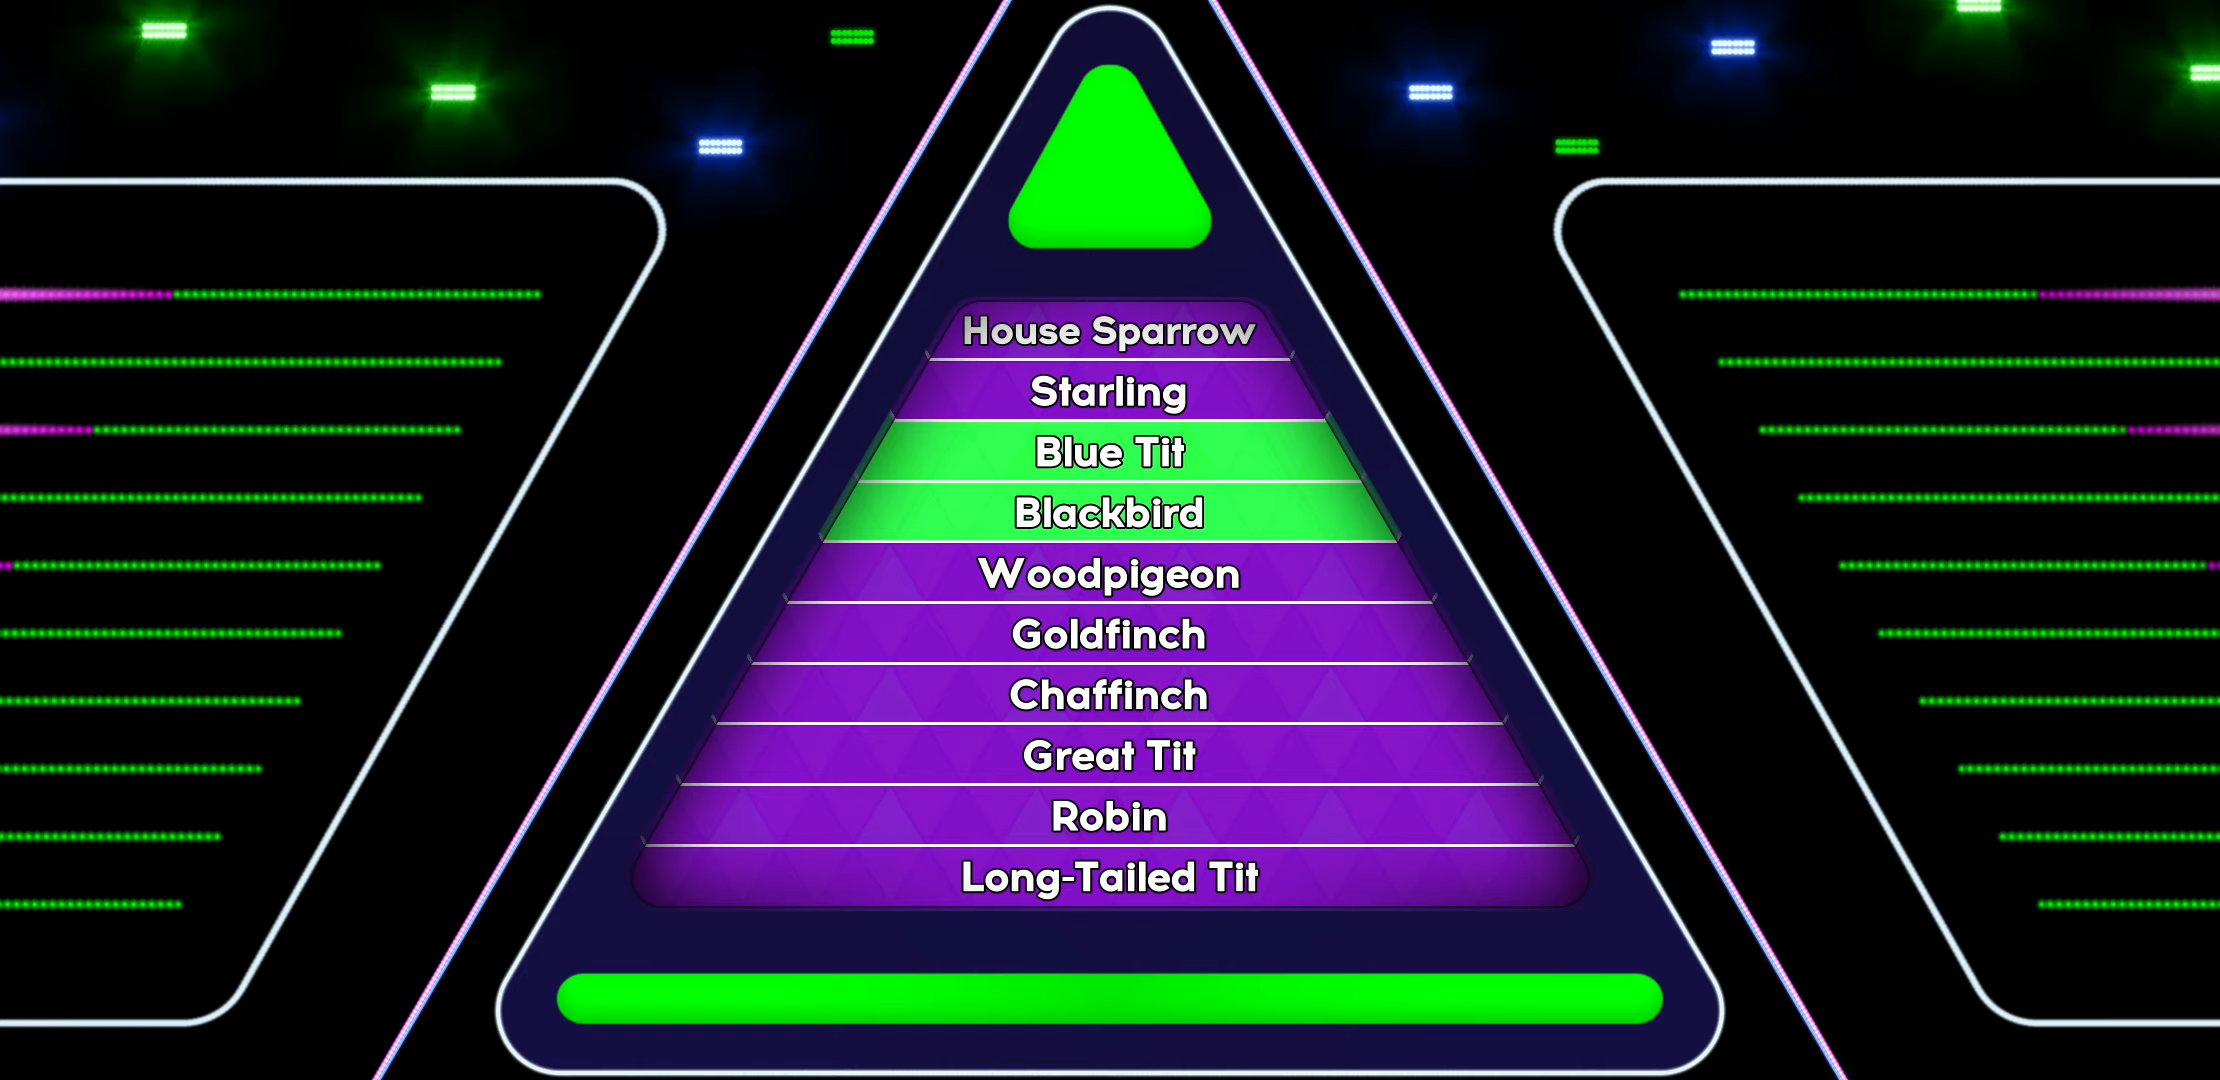 House Sparrow
Starling
Blue Tit
Blackbird
Woodpigeon
Goldfinch
Chaffinch
Great Tit
Robin
Long-Tailed Tit